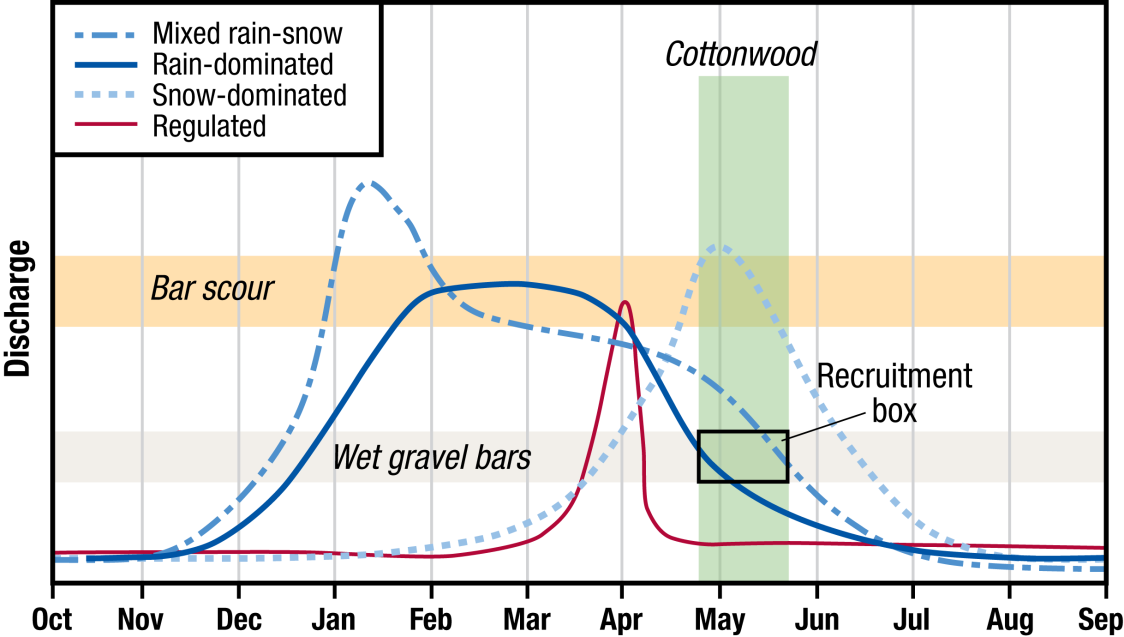 Mixed rain-snow
Rain-dominated
Snow-dominated
Regulated
Cottonwood
Discharge
Bar scour
Recruitment
box
Wet gravel bars
Oct Nov Dec Jan Feb Mar Apr May Jun Jul Aug Sep